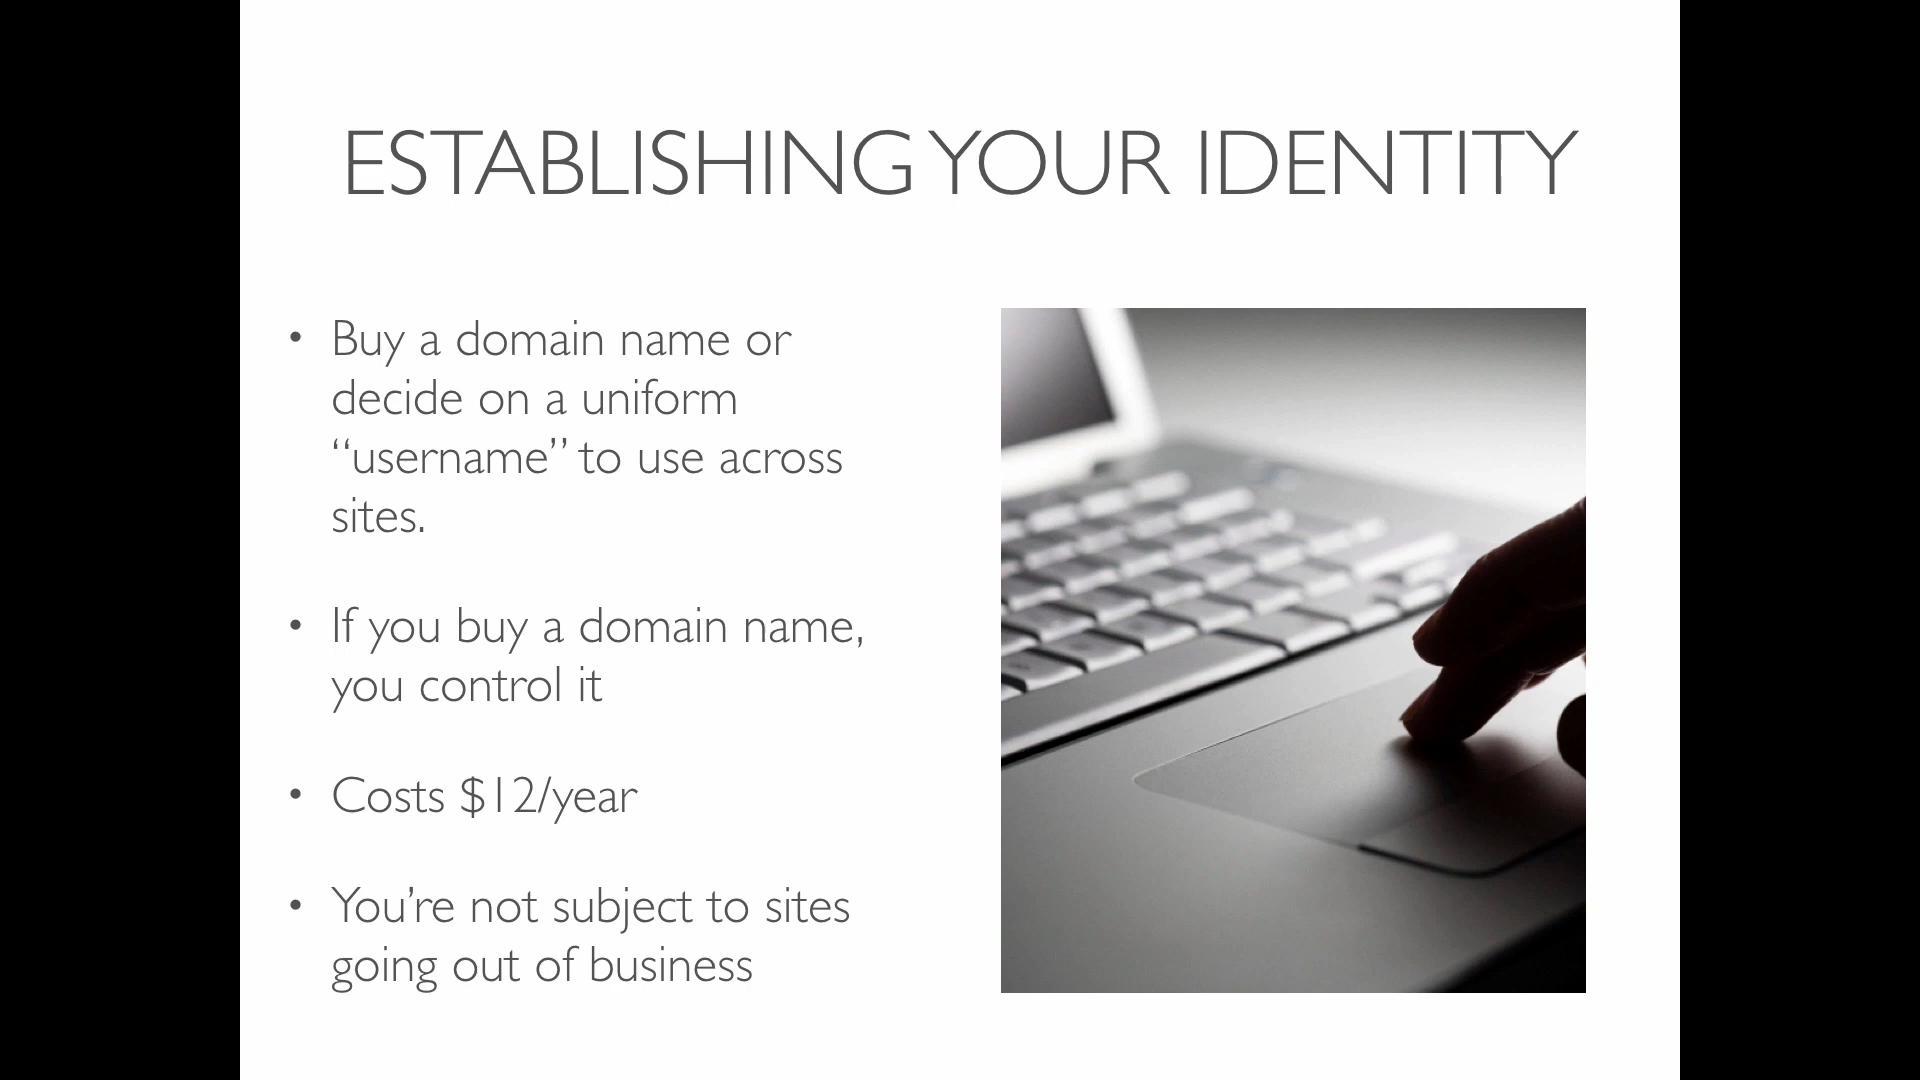 ESTABLISHING YOUR IDENTITY
• Buy a domain name or
decide on a uniform
“username” to use across
sites.
• If you buy a domain name,
you control it
• Costs $12/year
• You’re not subject to sites
going out of business